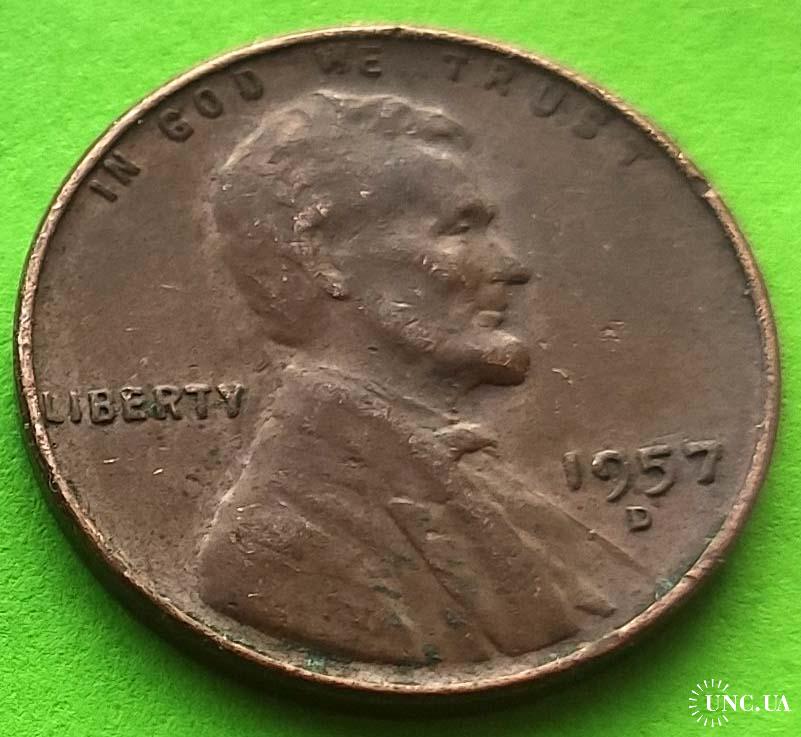 IN GOD WE TRUST
LIBERTY
1957
D
UNC.UA